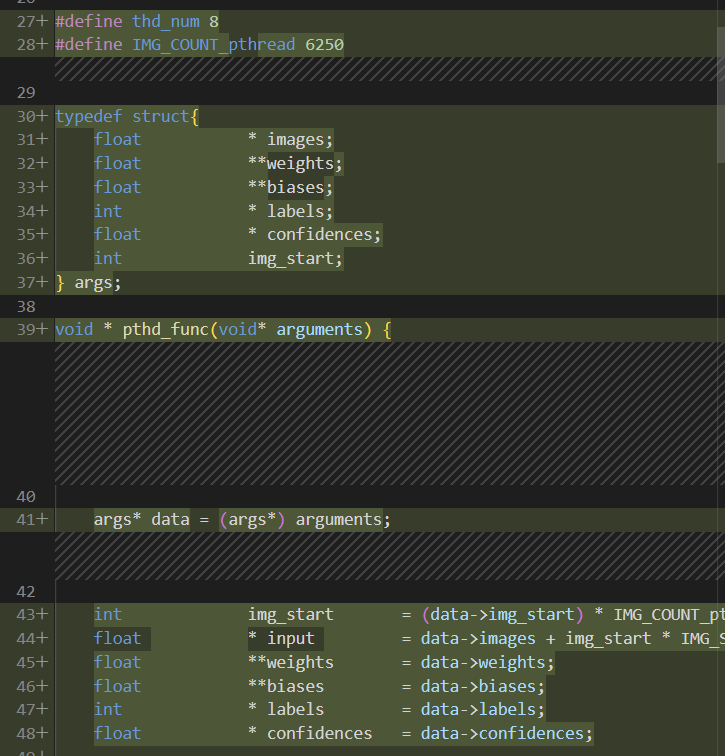 27+ #define thd_num 8
28+ #define IMG_COUNT_pthread 6250
29
30+ typedef struct{
31+ float * images;
32+ float **weights;
33+ float **biases;
34+ int * labels;
35+ float * confidences;
36+ int img_start;
37+ } args;
38
39+ void * pthd_func(void* arguments) {
40
41+ args* data = (args*) arguments;
42
43+ int img_start = (data->img_start) * IMG_COUNT_pt
44+ float * input = data->images + img_start * IMG_S
45+ float **weights = data->weights;
46+ float **biases = data->biases;
47+ int * labels = data->labels;
48+ float * confidences = data->confidences;